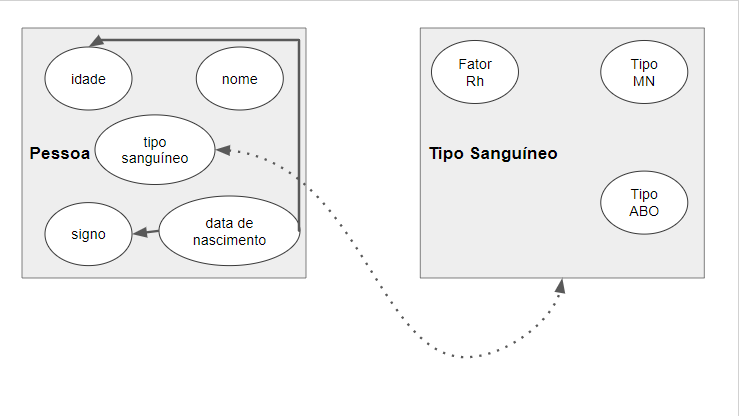 idade
nome
tipo
sanguíneo
Pessoa
signo
data de
nascimento
Fator
Rh
Tipo
MN
Tipo Sanguíneo
Tipo
ABO